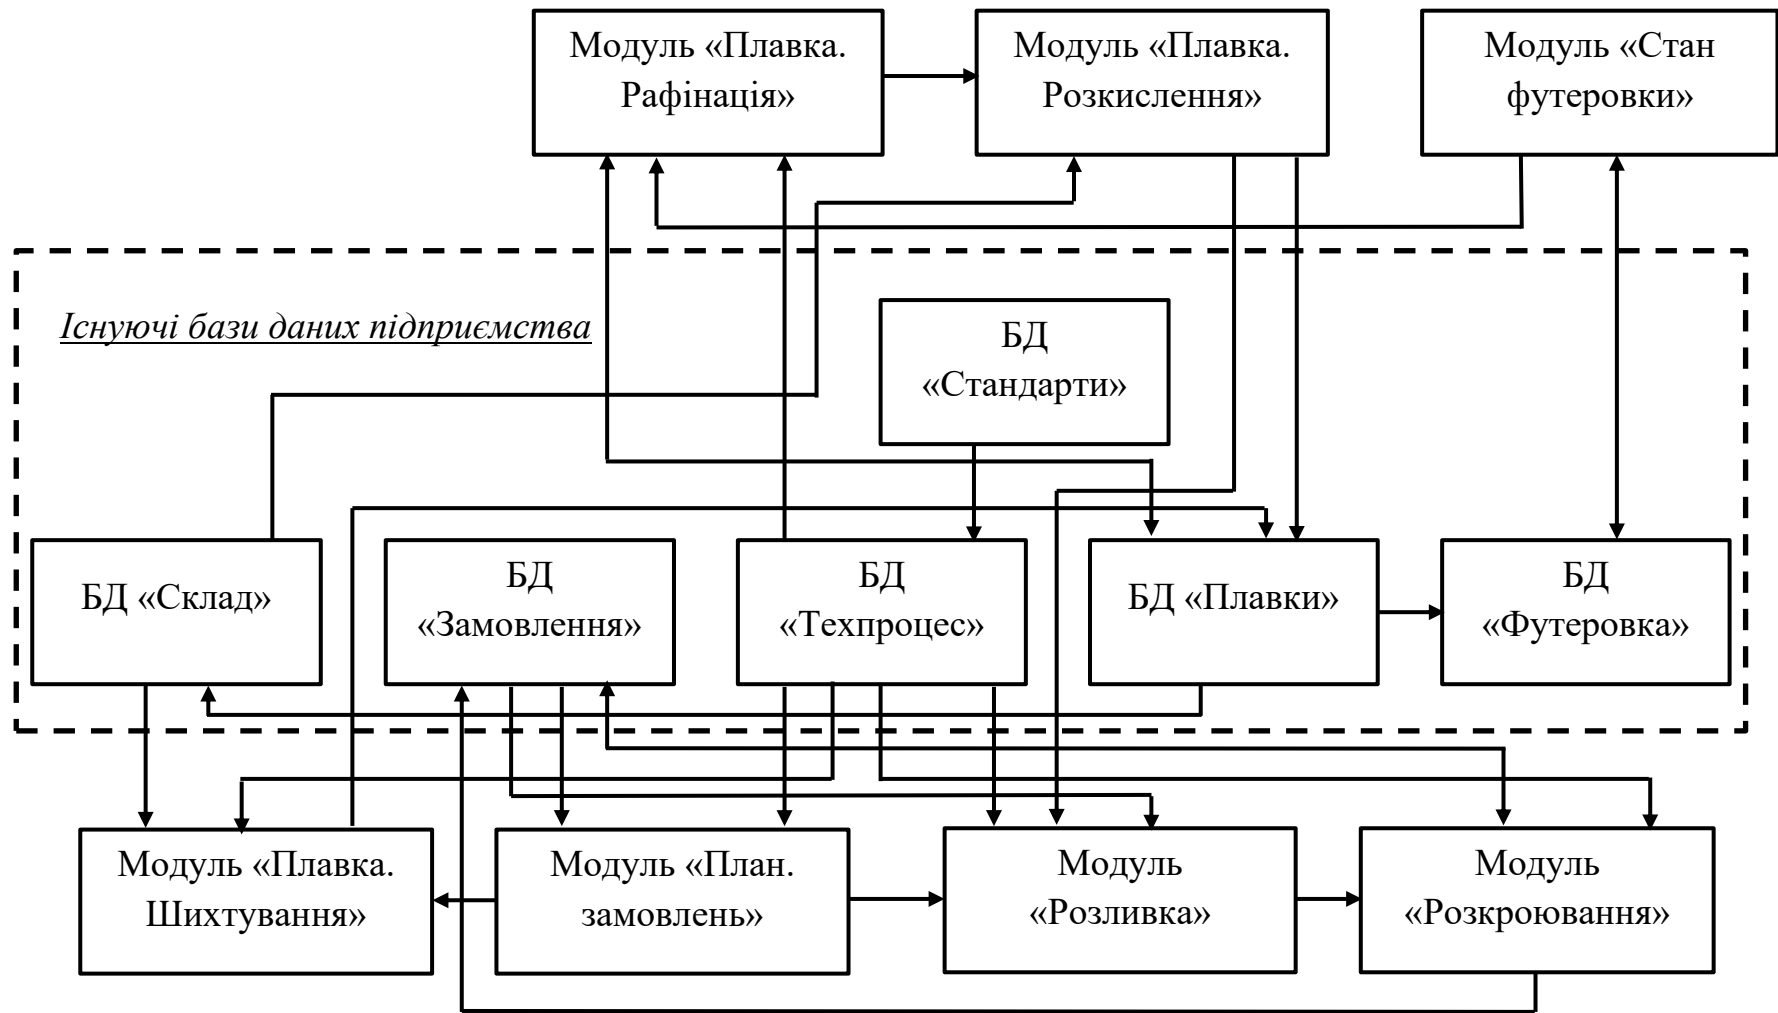 Модуль «Плавка.
Рафінація»
Модуль «Плавка.
Розкислення»
Модуль «Стан
футеровки»
Існуючі бази даних підприємства
БД
«Стандарти»
БД «Склад»
БД
«Замовлення»
БД
«Техпроцес»
БД «Плавки»
БД
«Футеровка»
Модуль «Плавка.
Шихтування»
Модуль «План.
замовлень»
Модуль
«Розливка»
Модуль
«Розкроювання»